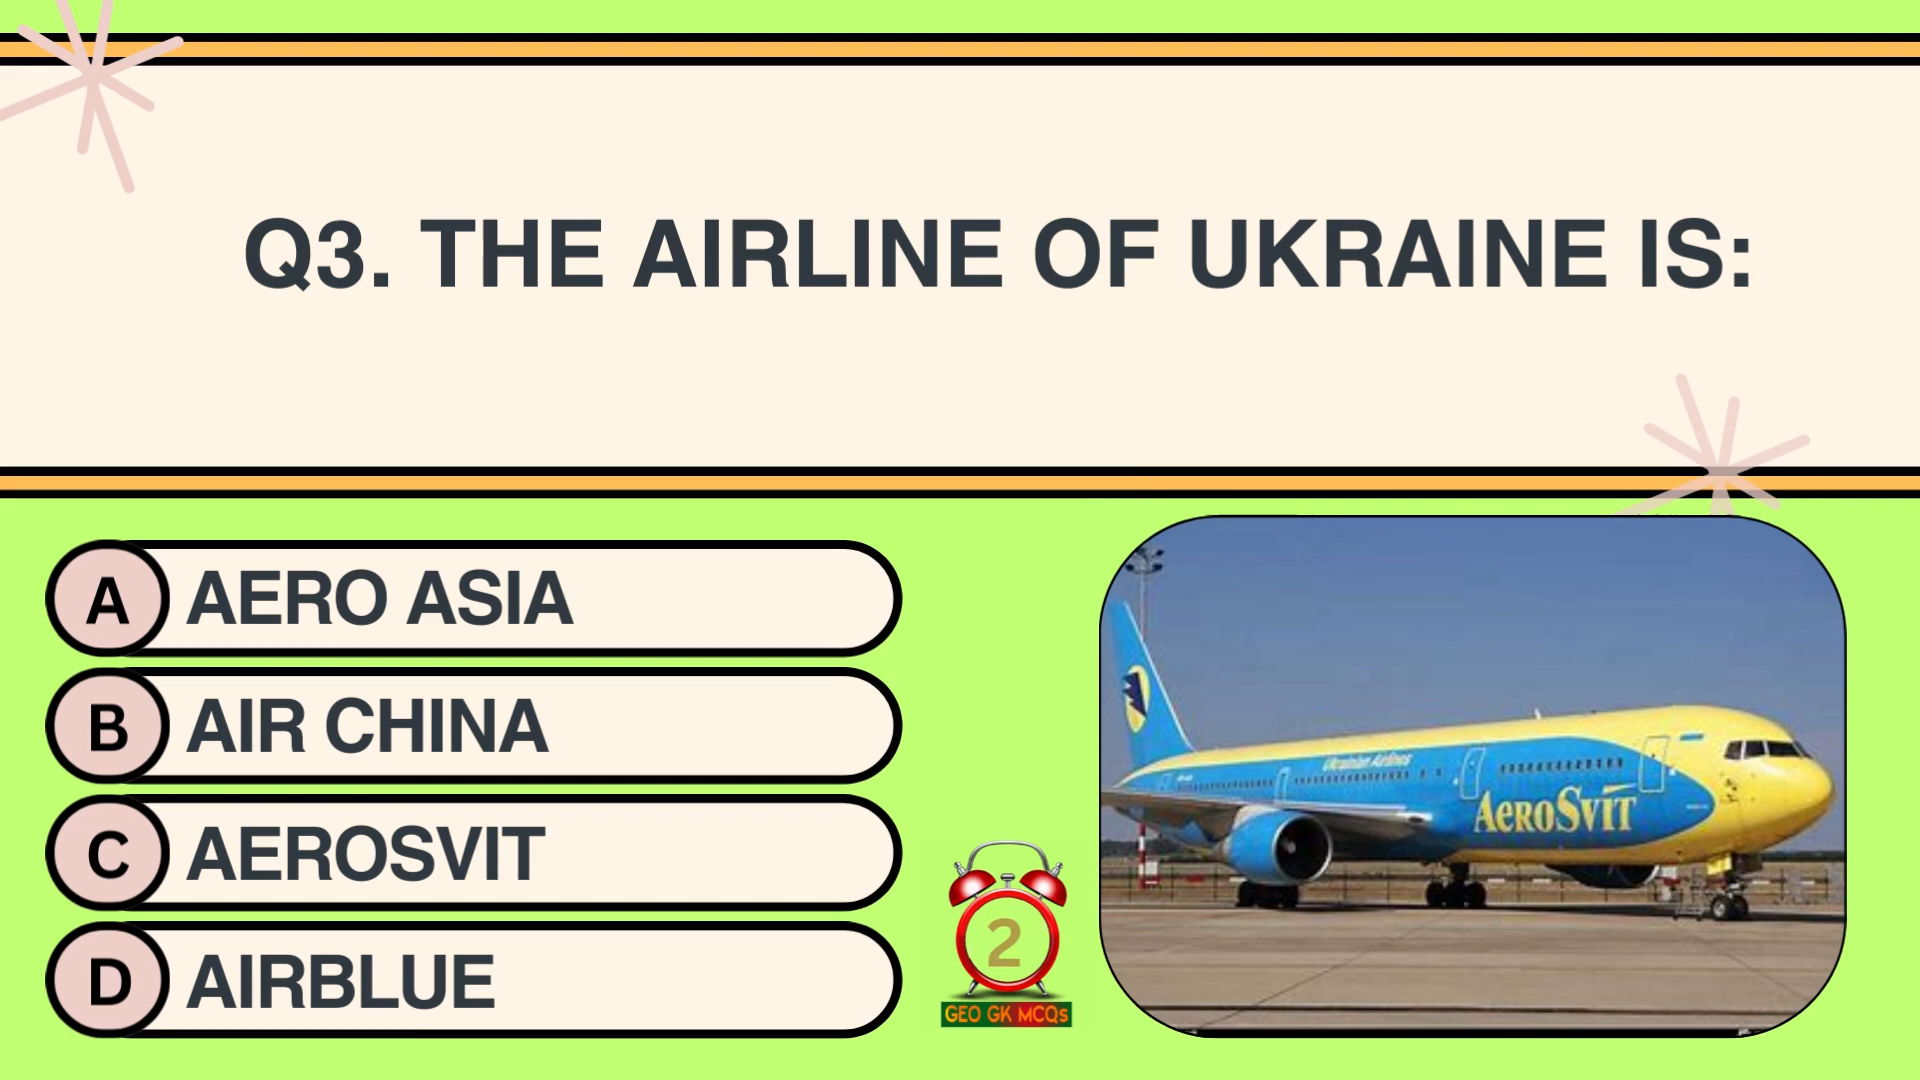 Q3. THE AIRLINE OF UKRAINE IS:
A AERO ASIA
B AIR CHINA
C AEROSVIT
D AIRBLUE
2
GEO GK MCQs
Ukrainian Airlines
AEROSVIT